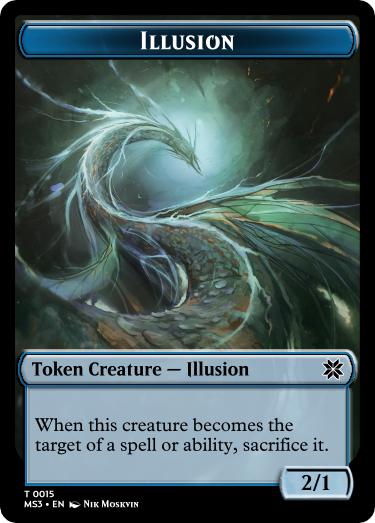 Illusion
Token Creature — Illusion
When this creature becomes the
target of a spell or ability, sacrifice it.
2/1
T 0015
MS3 • EN Nik Moskvin